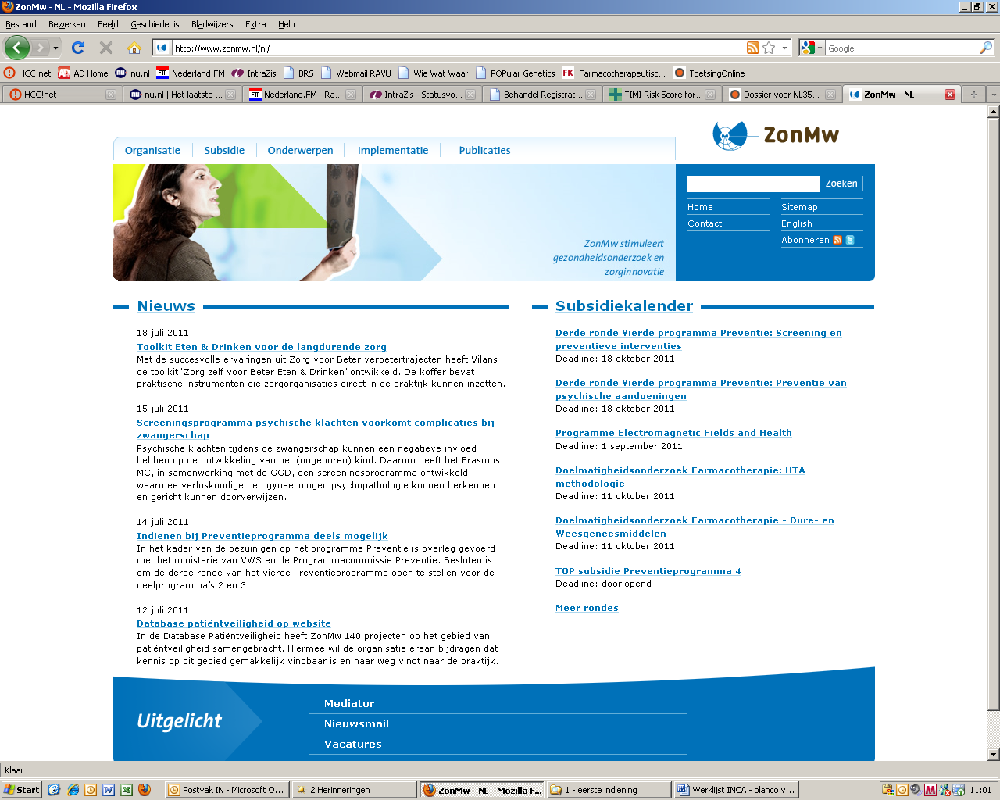 ZonMw - NL - Mozilla Firefox
Bestand Bewerken Beeld Geschiedenis Bladwijzers Extra Help
http://www.zonmw.nl/nl/
Google
HCC!net AD Home nu.nl Nederland.FM IntraZis BRS Webmail RAVU Wie Wat Waar POPular Genetics Farmacotherapeutisc... ToetsingOnline
HCC!net nu.nl | Het laatste ... Nederland.FM - Ra... IntraZis - Statusvo... Behandel Registrat... TIMI Risk Score for... Dossier voor NL35... ZonMw - NL
ZonMw
Organisatie Subsidie Onderwerpen Implementatie Publicaties
Zoeken
Home Sitemap
Contact English
Abonneren
ZonMw stimuleert
gezondheidsonderzoek en
zorginnovatie
Nieuws
18 juli 2011
Toolkit Eten & Drinken voor de langdurende zorg
Met de succesvolle ervaringen uit Zorg voor Beter verbetertrajecten heeft Vilans
de toolkit ‘Zorg zelf voor Beter Eten & Drinken’ ontwikkeld. De koffer bevat
praktische instrumenten die zorgorganisaties direct in de praktijk kunnen inzetten.
15 juli 2011
Screeningsprogramma psychische klachten voorkomt complicaties bij
zwangerschap
Psychische klachten tijdens de zwangerschap kunnen een negatieve invloed
hebben op de ontwikkeling van het (ongeboren) kind. Daarom heeft het Erasmus
MC, in samenwerking met de GGD, een screeningsprogramma ontwikkeld
waarmee verloskundigen en gynaecologen psychopathologie kunnen herkennen
en gericht kunnen doorverwijzen.
14 juli 2011
Indienen bij Preventieprogramma deels mogelijk
In het kader van de bezuinigen op het programma Preventie is overleg gevoerd
met het ministerie van VWS en de Programmacommissie Preventie. Besloten is
om de derde ronde van het vierde Preventieprogramma open te stellen voor de
deelprogramma’s 2 en 3.
12 juli 2011
Database patiëntveiligheid op website
In de Database Patiëntveiligheid heeft ZonMw 140 projecten op het gebied van
patiëntveiligheid samengebracht. Hiermee wil de organisatie eraan bijdragen dat
kennis op dit gebied gemakkelijk vindbaar is en haar weg vindt naar de praktijk.
Subsidiekalender
Derde ronde Vierde programma Preventie: Screening en
preventieve interventies
Deadline: 18 oktober 2011
Derde ronde Vierde programma Preventie: Preventie van
psychische aandoeningen
Deadline: 18 oktober 2011
Programme Electromagnetic Fields and Health
Deadline: 1 september 2011
Doelmatigheidsonderzoek Farmacotherapie: HTA
methodologie
Deadline: 11 oktober 2011
Doelmatigheidsonderzoek Farmacotherapie - Dure- en
Weesgeneesmiddelen
Deadline: 11 oktober 2011
TOP subsidie Preventieprogramma 4
Deadline: doorlopend
Meer rondes
Uitgelicht
Mediator
Nieuwsmail
Vacatures
Klaar
Start Postvak IN - Microsoft O... 2 Herinneringen ZonMw - NL - Mozilla F... 1 - eerste indiening Werklijst INCA - blanco v... 11:01